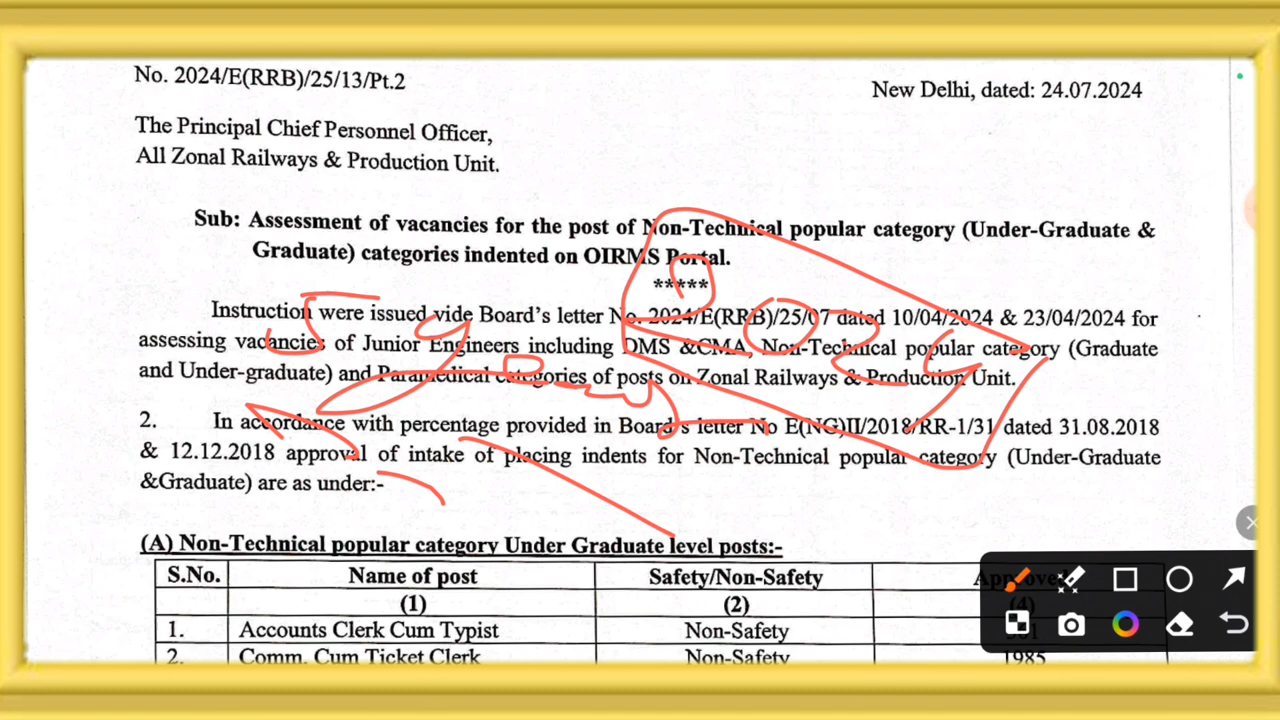 No. 2024/E(RRB)/25/13/Pt.2
New Delhi, dated: 24.07.2024
The Principal Chief Personnel Officer,
All Zonal Railways & Production Unit.
Sub: Assessment of vacancies for the post of Non-Technical popular category (Under-Graduate &
Graduate) categories indented on OIRMS Portal.
*****
Instruction were issued vide Board's letter No. 2024/E(RRB)/25/07 dated 10/04/2024 & 23/04/2024 for
assessing vacancies of Junior Engineers including DMS &CMA, Non-Technical popular category (Graduate
and Under-graduate) and Paramedical categories of posts on Zonal Railways & Production Unit.
2. In accordance with percentage provided in Board's letter No E(NG)II/2018/RR-1/31 dated 31.08.2018
& 12.12.2018 approval of intake of placing indents for Non-Technical popular category (Under-Graduate
&Graduate) are as under:-
(A) Non-Technical popular category Under Graduate level posts:-
S.No. Name of post Safety/Non-Safety
(1) (2) (4)
1. Accounts Clerk Cum Typist Non-Safety
2. Comm. Cum Ticket Clerk Non-Safety 1985